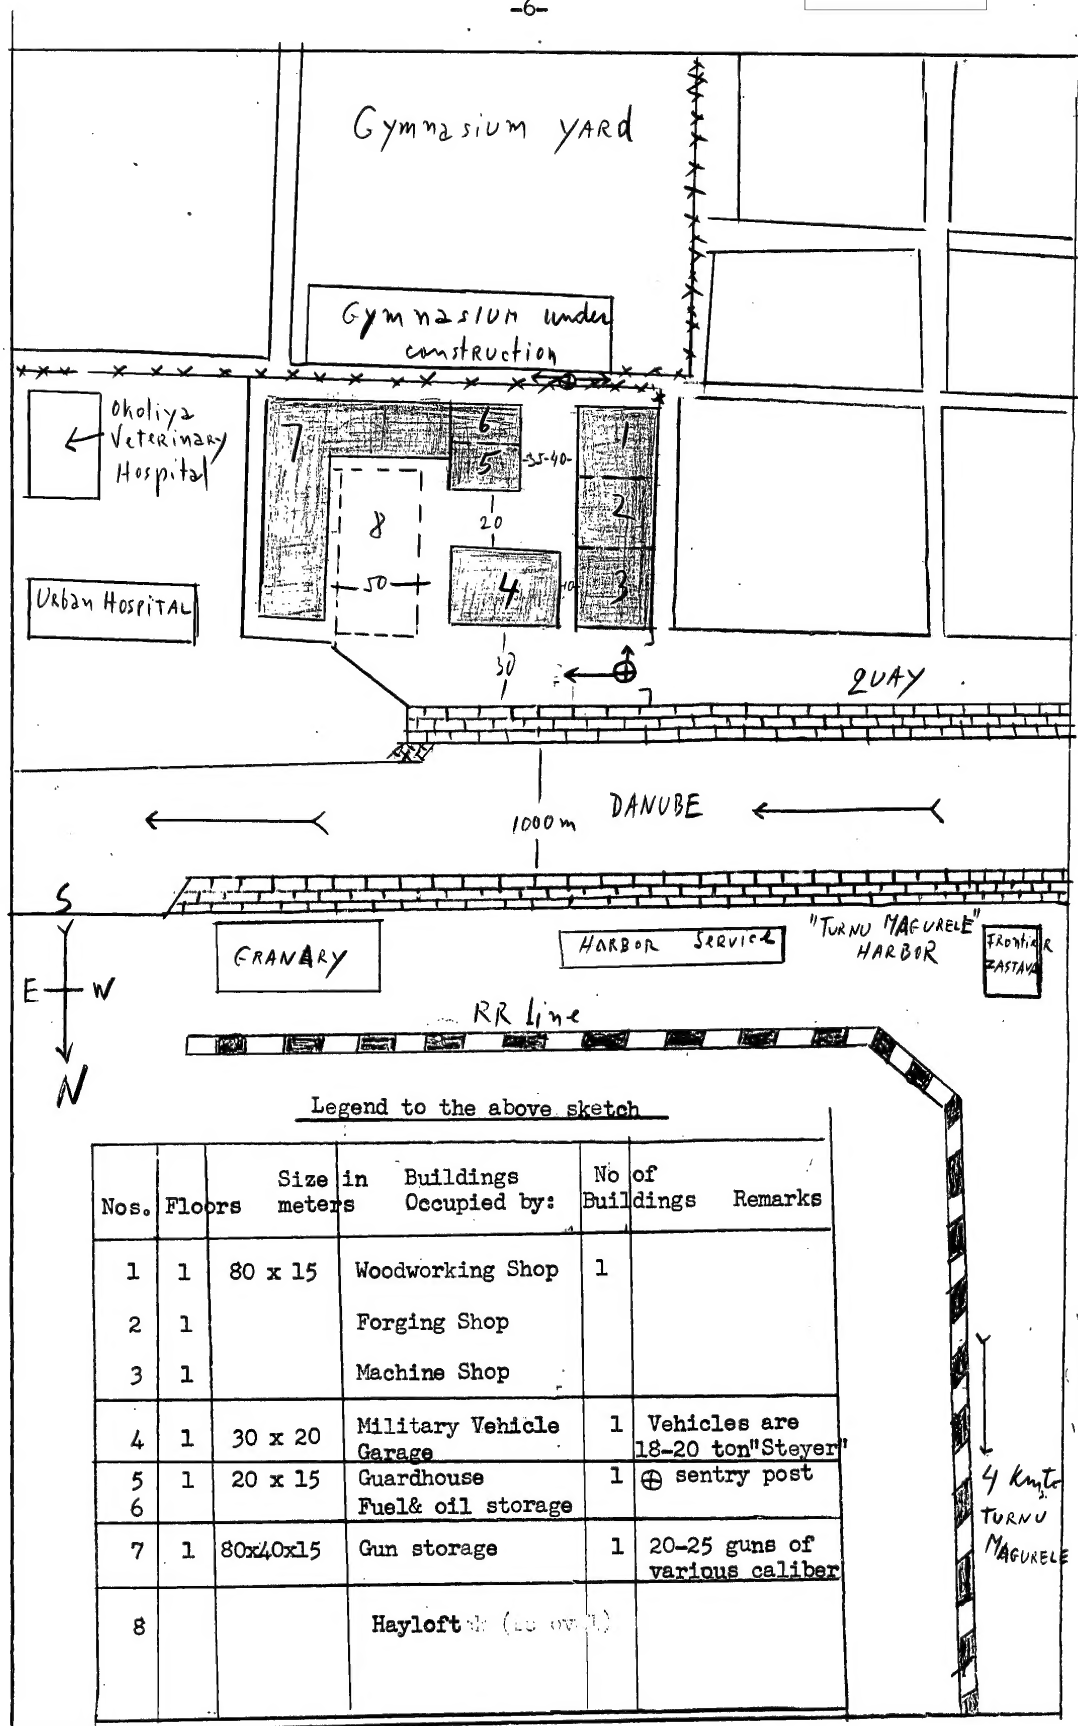 -6-
Gymnasium YARD
Gymnasium under
construction
Okoliya
Veterinary
Hospital
7
6
5
-35-40-
1
2
3
8
20
50
4
10
Urban Hospital
30
QUAY
DANUBE
1000 m
S
E W
N
GRANARY
HARBOR SERVICE
"TURNU MAGURELE"
HARBOR
Frontier
ZASTAVA
RR line
Legend to the above sketch
Nos. Floors Size in meters Buildings Occupied by: No of Buildings Remarks
1 1 80 x 15 Woodworking Shop 1
2 1 Forging Shop
3 1 Machine Shop
4 1 30 x 20 Military Vehicle Garage 1 Vehicles are 18-20 ton"Steyer"
5 1 20 x 15 Guardhouse 1 ⊕ sentry post
6 Fuel& oil storage
7 1 80x40x15 Gun storage 1 20-25 guns of various caliber
8 Hayloft
4 Km to
TURNU
MAGURELE